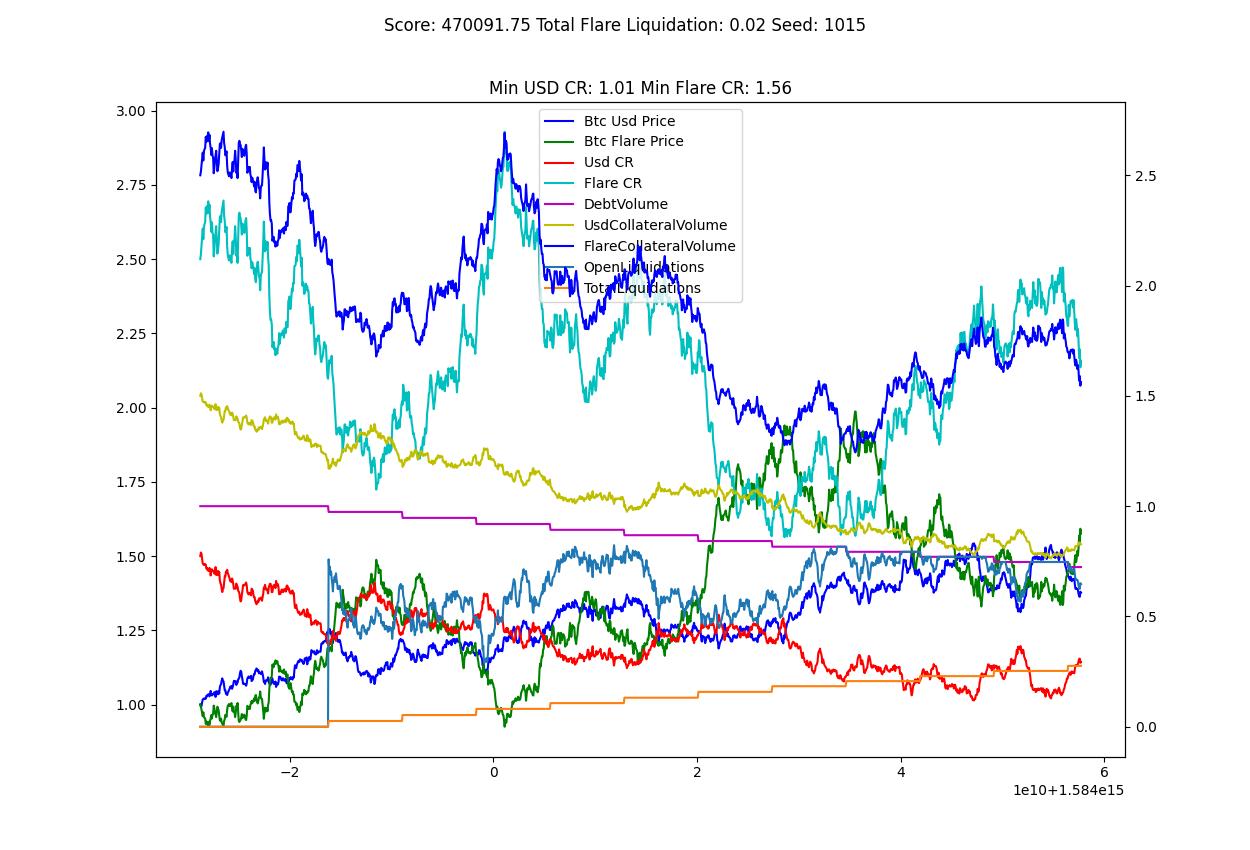 Score: 470091.75 Total Flare Liquidation: 0.02 Seed: 1015
Min USD CR: 1.01 Min Flare CR: 1.56
Btc Usd Price
Btc Flare Price
Usd CR
Flare CR
DebtVolume
UsdCollateralVolume
FlareCollateralVolume
OpenLiquidations
TotalLiquidations
3.00
2.75
2.50
2.25
2.00
1.75
1.50
1.25
1.00
2.5
2.0
1.5
1.0
0.5
0.0
−2
0
2
4
6
1e10+1.584e15